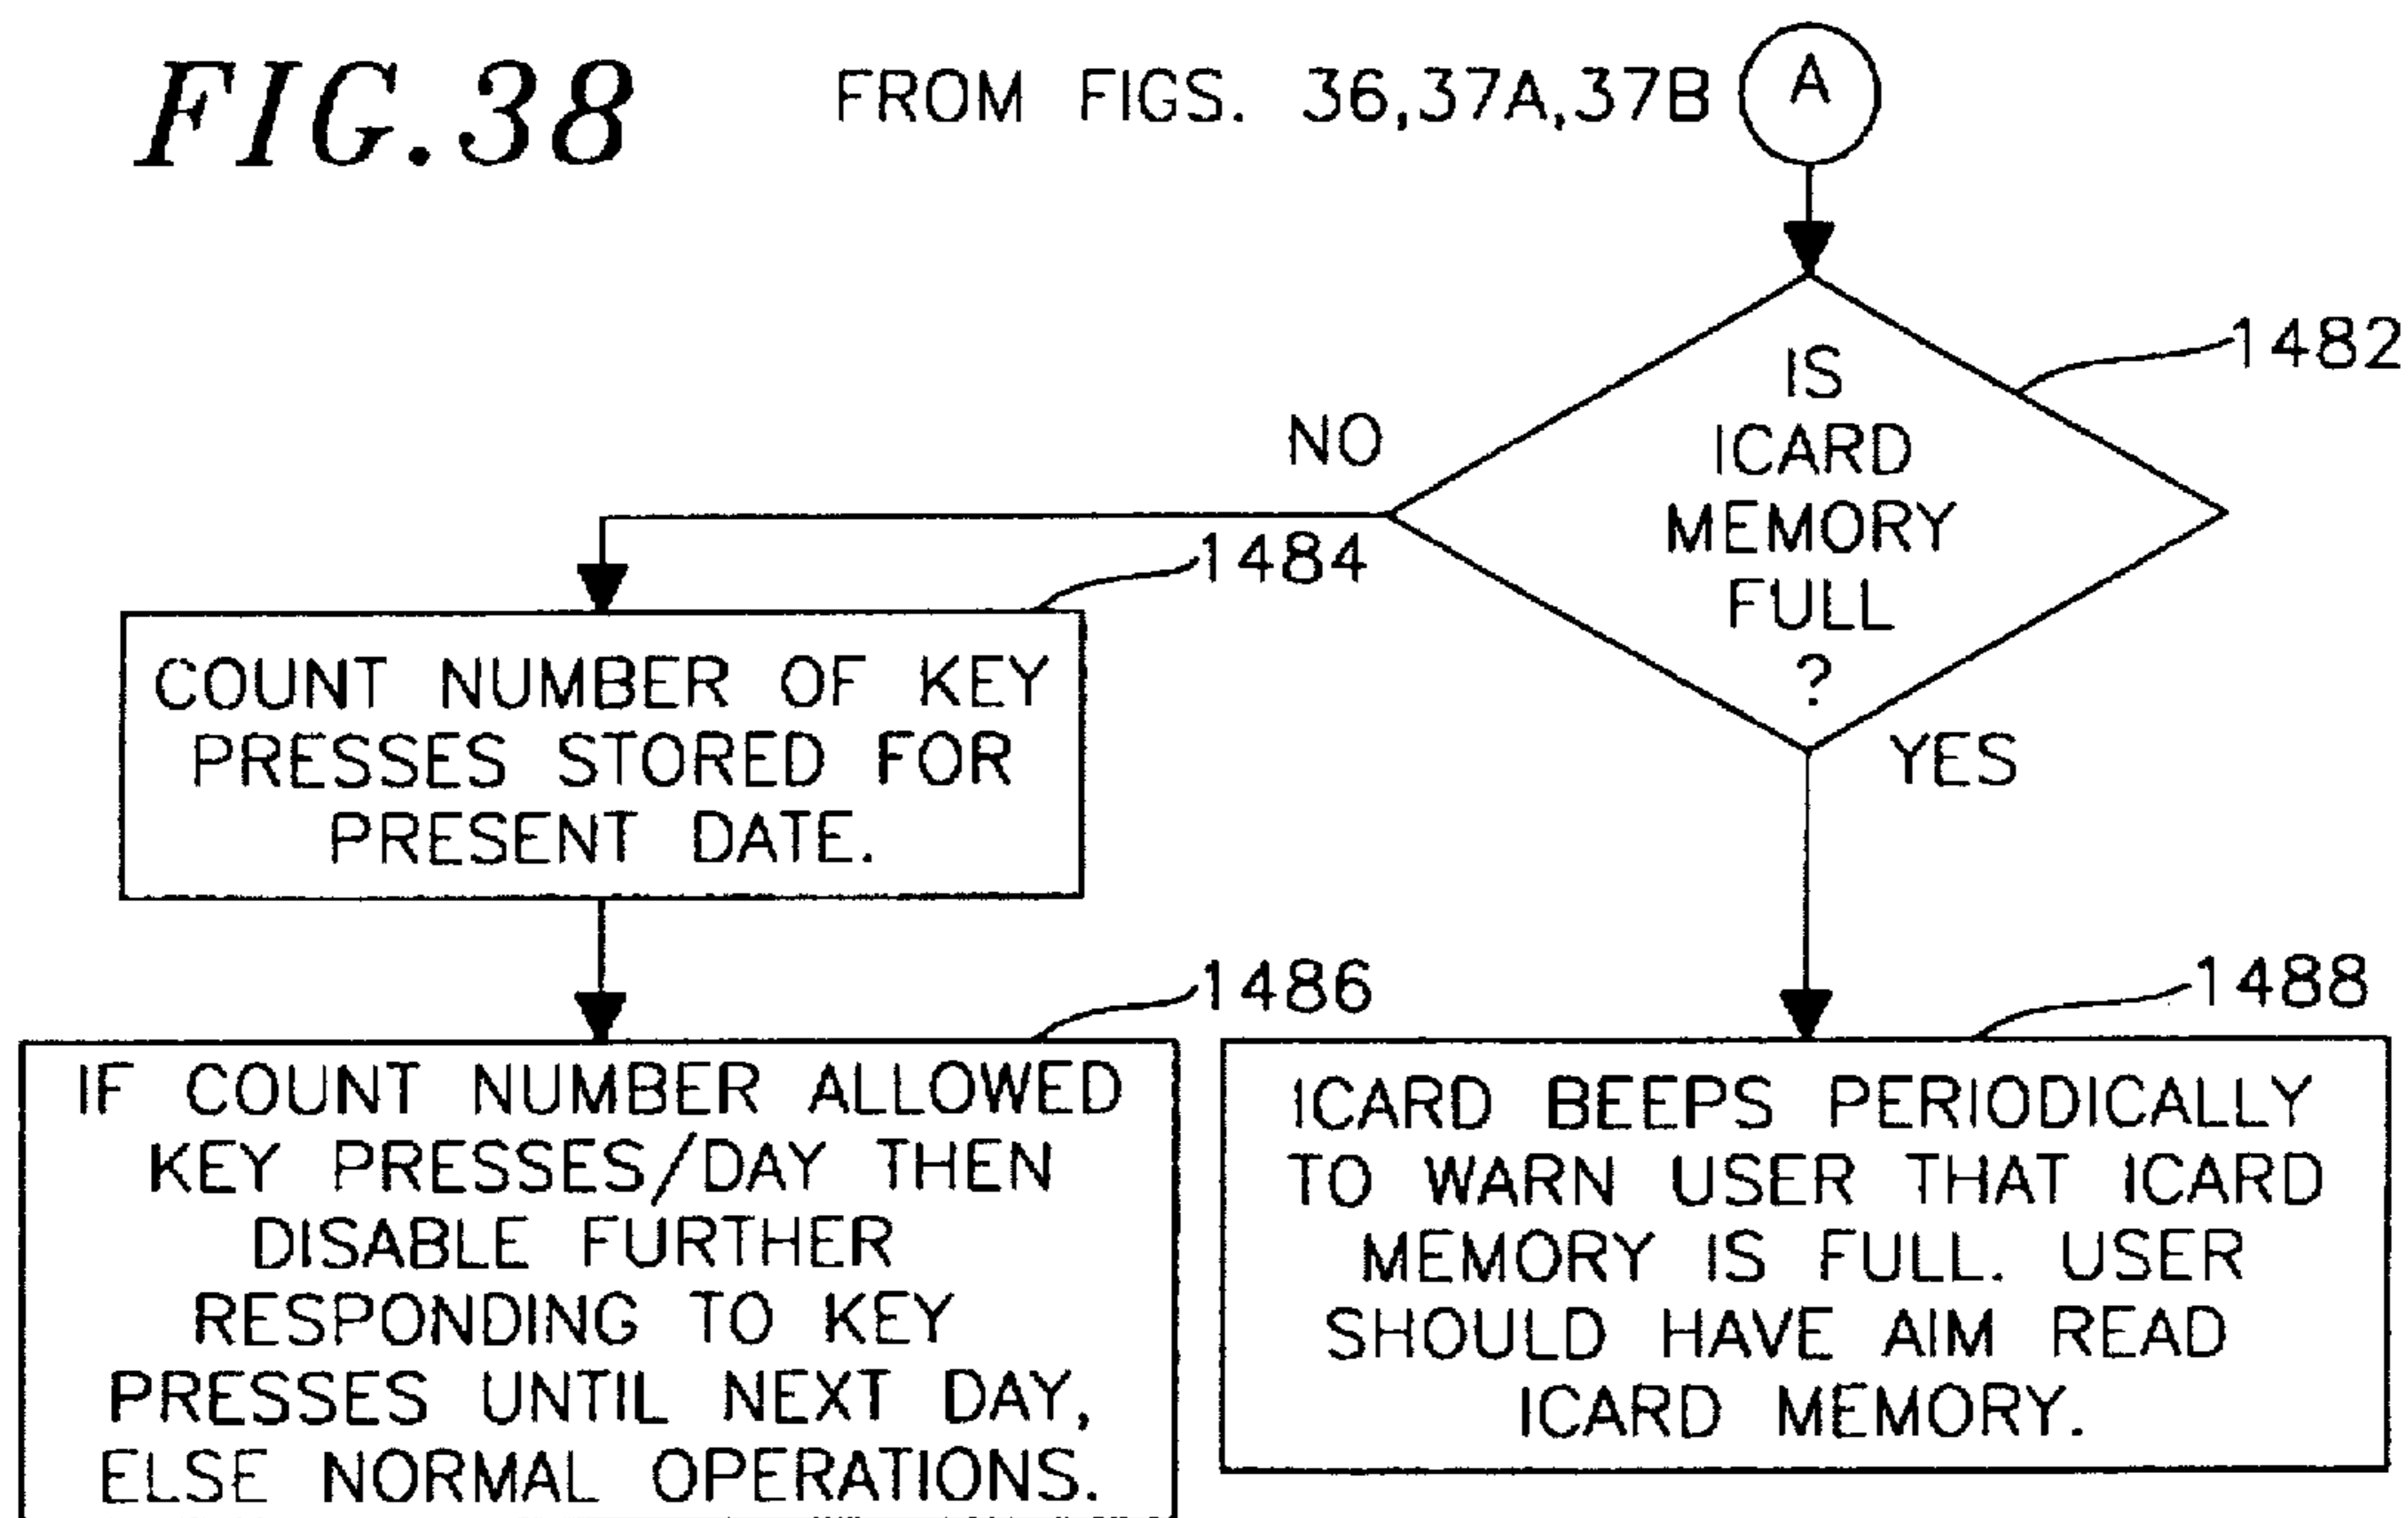 FIG.38
FROM FIGS. 36,37A,37B
A
IS
ICARD
MEMORY
FULL
?
1482
NO
YES
1484
COUNT NUMBER OF KEY
PRESSES STORED FOR
PRESENT DATE.
1486
IF COUNT NUMBER ALLOWED
KEY PRESSES/DAY THEN
DISABLE FURTHER
RESPONDING TO KEY
PRESSES UNTIL NEXT DAY,
ELSE NORMAL OPERATIONS.
1488
ICARD BEEPS PERIODICALLY
TO WARN USER THAT ICARD
MEMORY IS FULL. USER
SHOULD HAVE AIM READ
ICARD MEMORY.